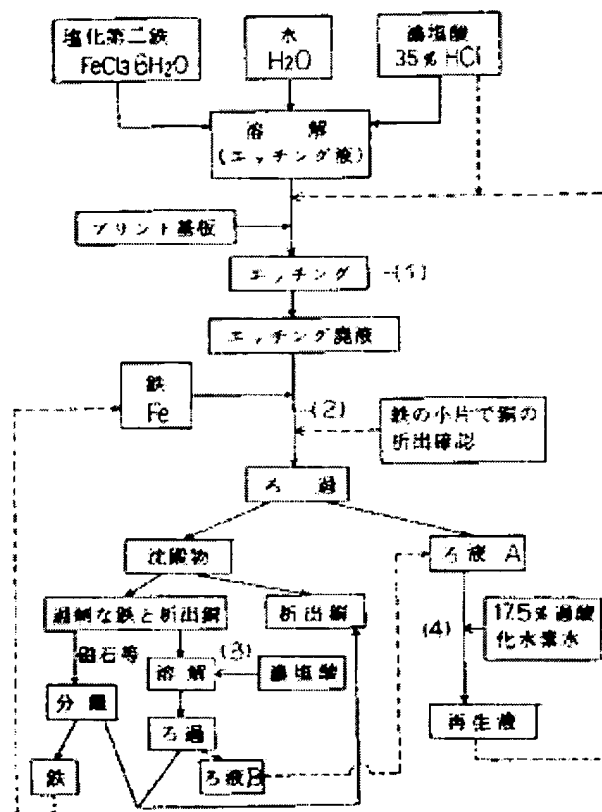 塩化第二鉄
FeCl3 6H2O
水
H2O
濃塩酸
35% HCl
溶 解
(エッチング液)
プリント基板
エッチング
(1)
エッチング廃液
鉄
Fe
(2)
鉄の小片で銅の
析出確認
ろ 過
沈殿物
ろ液 A
過剰な鉄と析出銅
析出銅
(4)
17.5%過酸
化水素水
磁石等
溶解
(3)
濃塩酸
分 離
ろ過
再生液
鉄
ろ液B